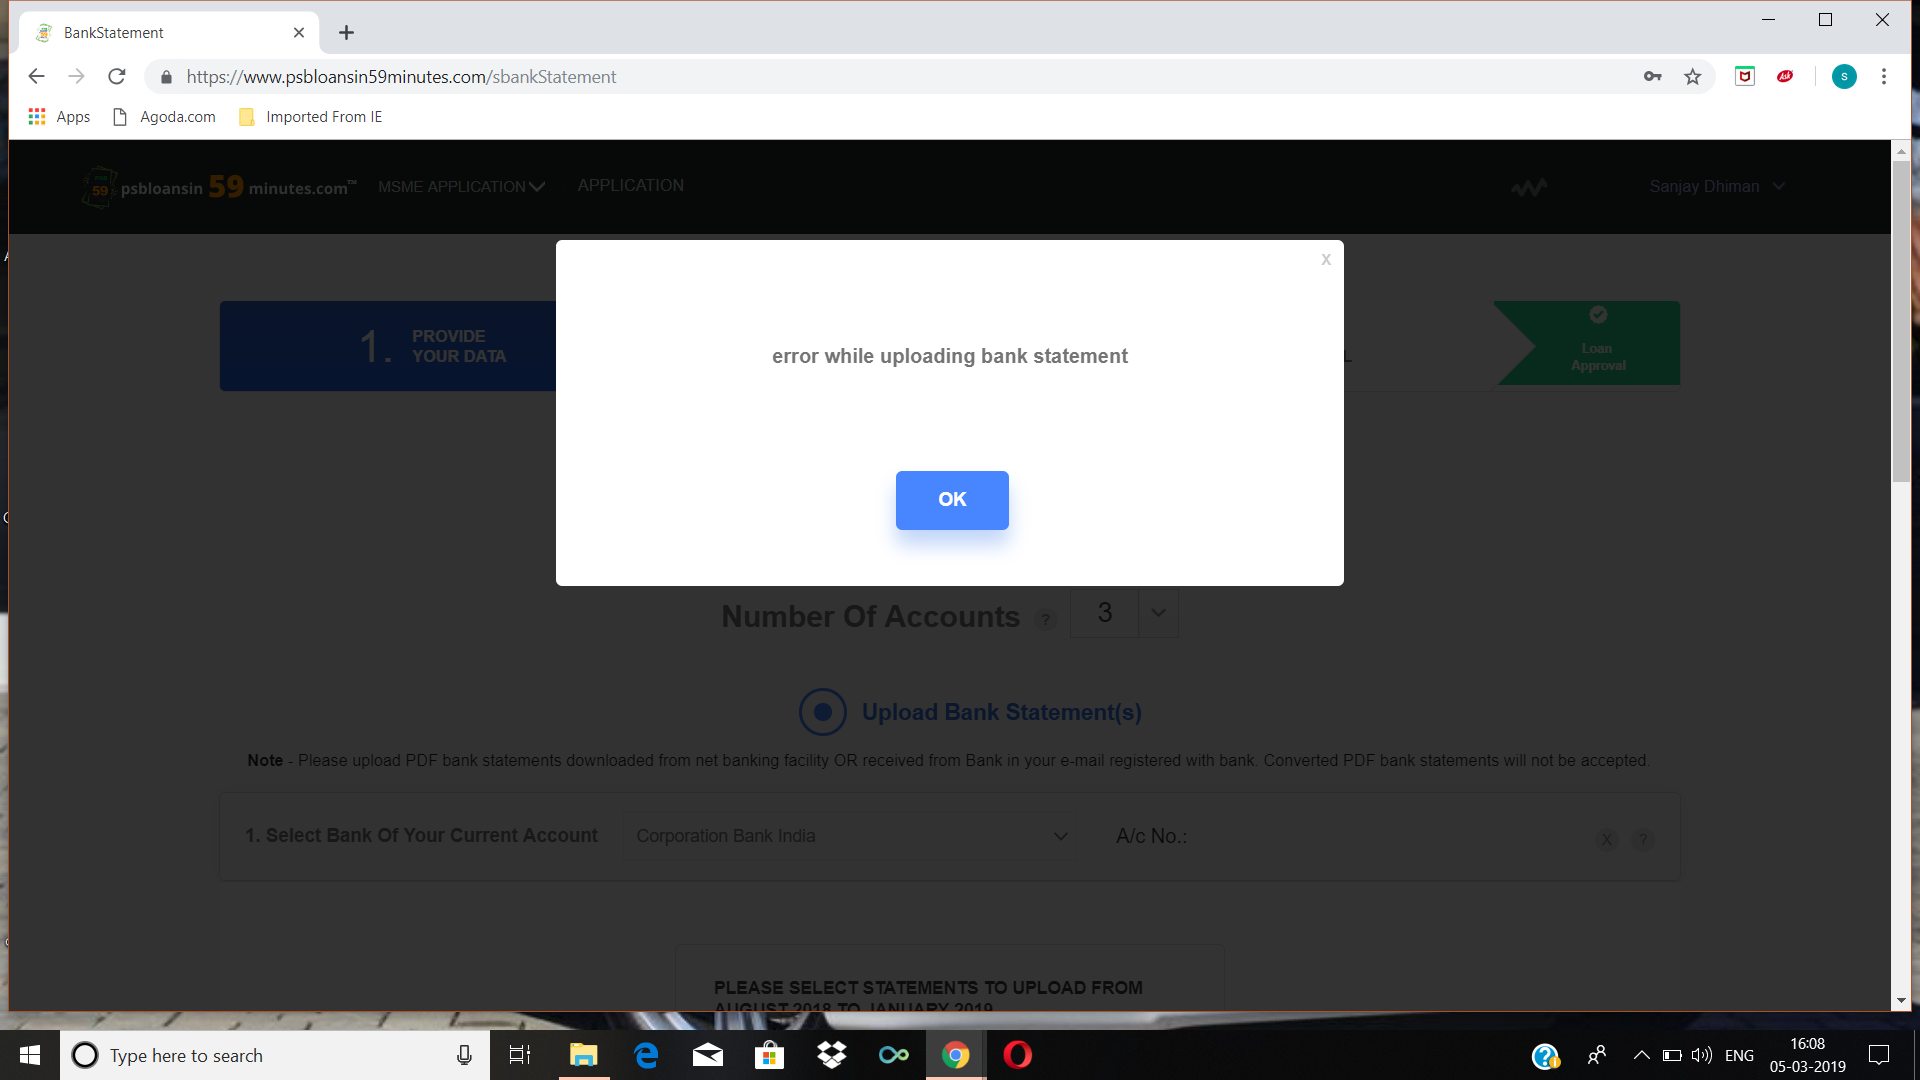 BankStatement
https://www.psbloansin59minutes.com/sbankStatement
S
Apps Agoda.com Imported From IE
psbloansin 59 minutes.com™ MSME APPLICATION APPLICATION Sanjay Dhiman
x
1. PROVIDE
YOUR DATA
Loan
Approval
error while uploading bank statement
OK
Number Of Accounts ? 3
Upload Bank Statement(s)
Note - Please upload PDF bank statements downloaded from net banking facility OR received from Bank in your e-mail registered with bank. Converted PDF bank statements will not be accepted.
1. Select Bank Of Your Current Account Corporation Bank India A/c No.: X ?
PLEASE SELECT STATEMENTS TO UPLOAD FROM
AUGUST 2018 TO JANUARY 2019
Type here to search
ENG
16:08
05-03-2019